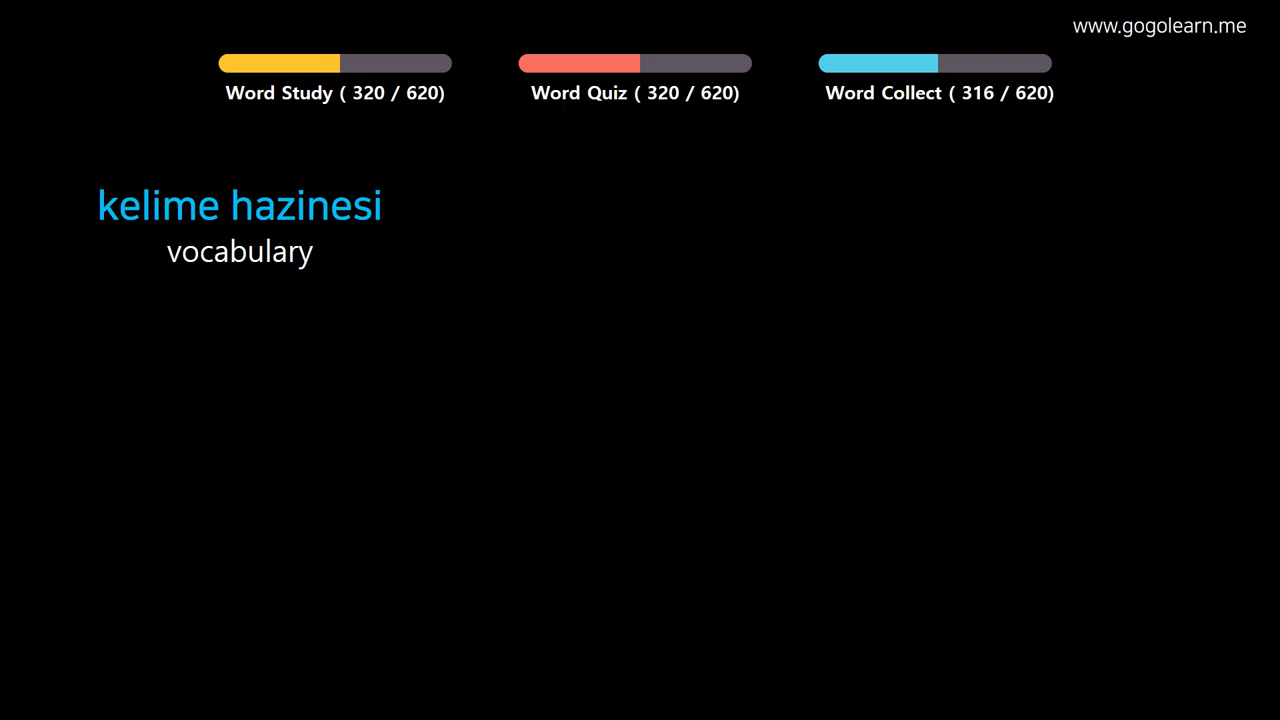 www.gogolearn.me
Word Study ( 320 / 620)
Word Quiz ( 320 / 620)
Word Collect ( 316 / 620)
kelime hazinesi
vocabulary